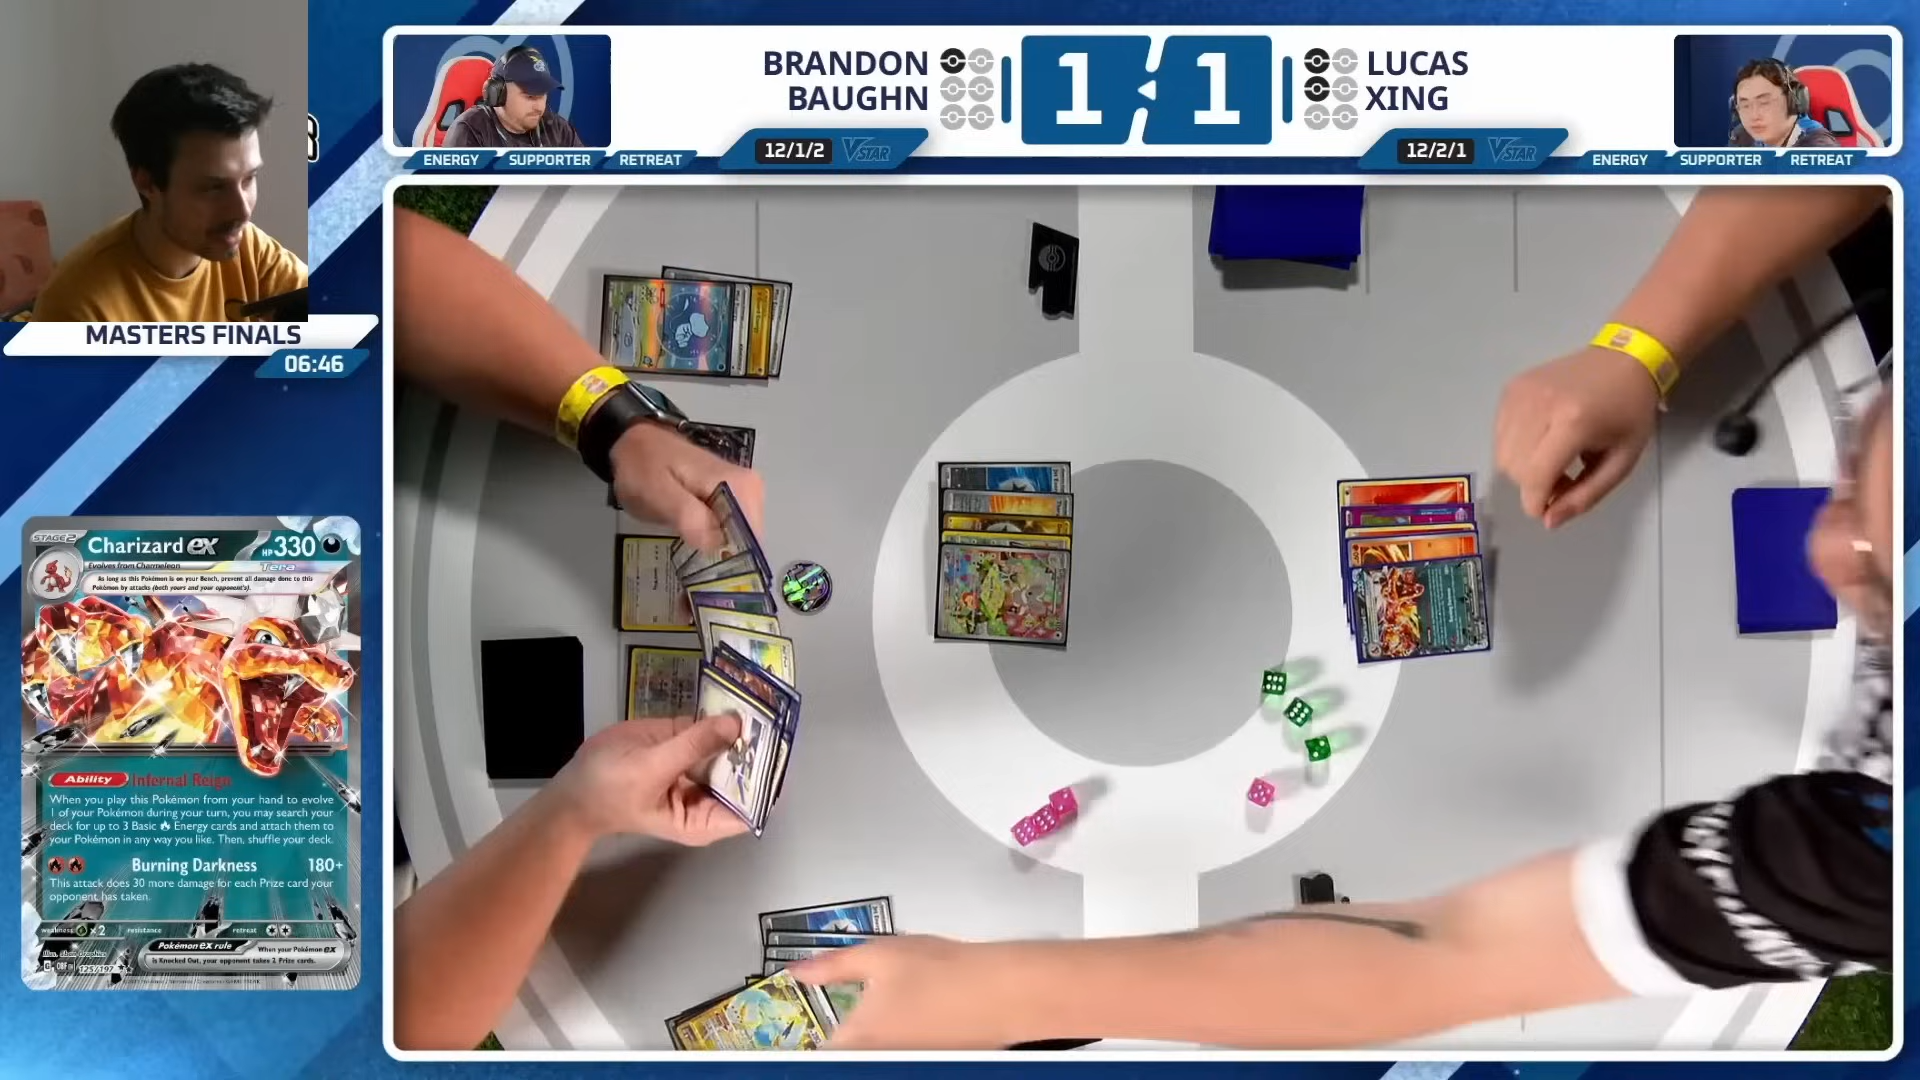 BRANDON
BAUGHN
1
1
LUCAS
XING
12/1/2
VSTAR
12/2/1
VSTAR
ENERGY
SUPPORTER
RETREAT
ENERGY
SUPPORTER
RETREAT
MASTERS FINALS
06:46
STAGE2
Charizard ex
HP330
Evolves from Charmeleon
Tera
As long as this Pokémon is on your Bench, prevent all damage done to this
Pokémon by attacks (both yours and your opponent's).
Ability Infernal Reign
When you play this Pokémon from your hand to evolve
1 of your Pokémon during your turn, you may search your
deck for up to 3 Basic Energy cards and attach them to
your Pokémon in any way you like. Then, shuffle your deck.
Burning Darkness 180+
This attack does 30 more damage for each Prize card your
opponent has taken.
weakness ×2 resistance retreat
Pokémon ex rule When your Pokémon ex
is Knocked Out, your opponent takes 2 Prize cards.
125/197